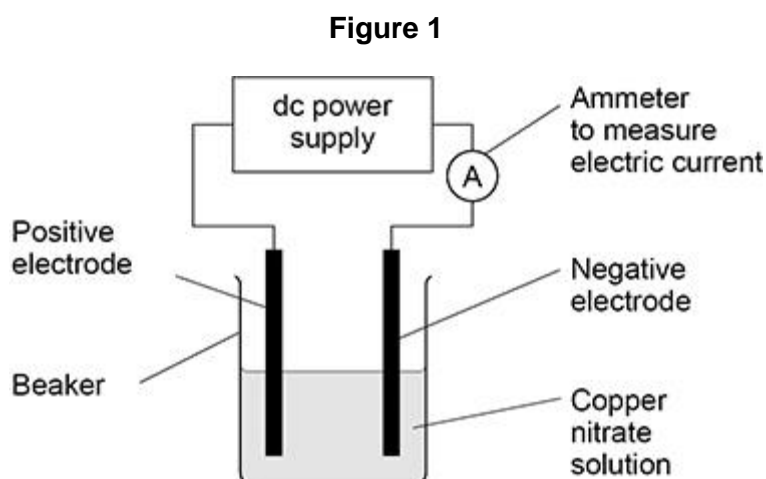 Figure 1
dc power
supply
Ammeter
to measure
electric current
A
Positive
electrode
Negative
electrode
Beaker
Copper
nitrate
solution